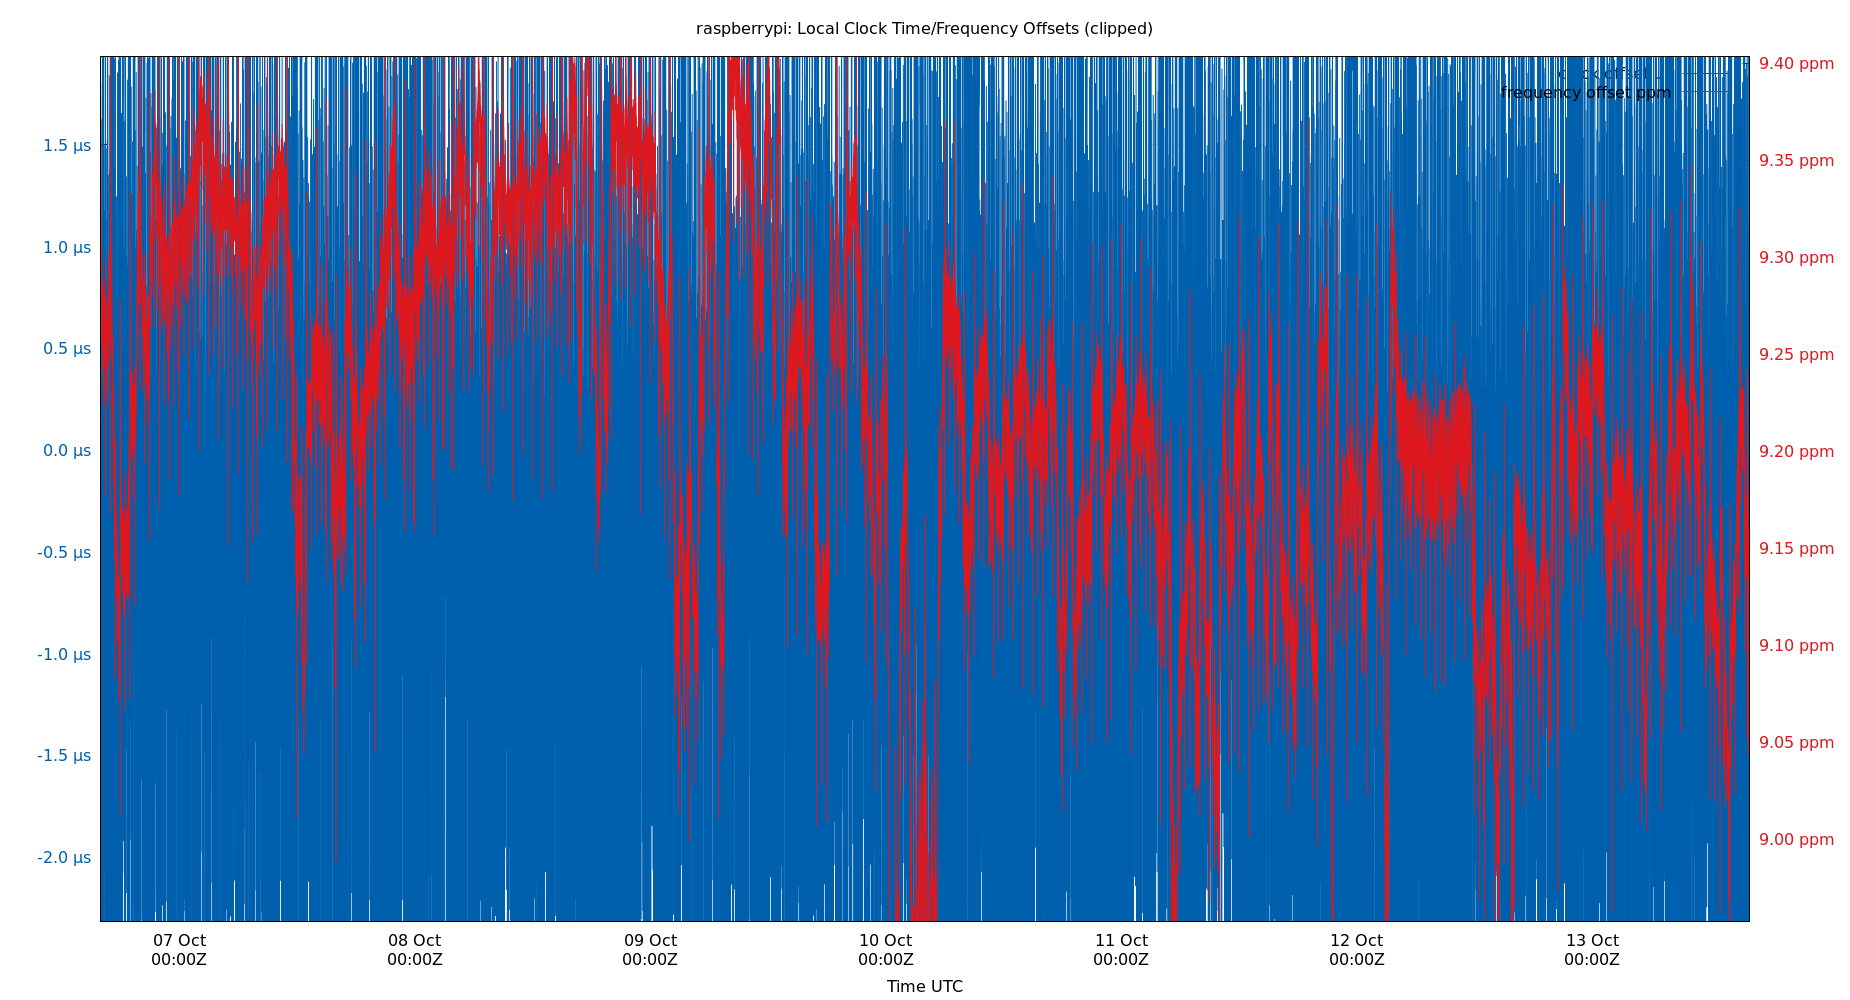 raspberrypi: Local Clock Time/Frequency Offsets (clipped)
9.40 ppm
clock offset
frequency offset ppm
1.5 µs
9.35 ppm
1.0 µs
9.30 ppm
0.5 µs
9.25 ppm
0.0 µs
9.20 ppm
-0.5 µs
9.15 ppm
-1.0 µs
9.10 ppm
-1.5 µs
9.05 ppm
-2.0 µs
9.00 ppm
07 Oct 08 Oct 09 Oct 10 Oct 11 Oct 12 Oct 13 Oct
00:00Z 00:00Z 00:00Z 00:00Z 00:00Z 00:00Z 00:00Z
Time UTC